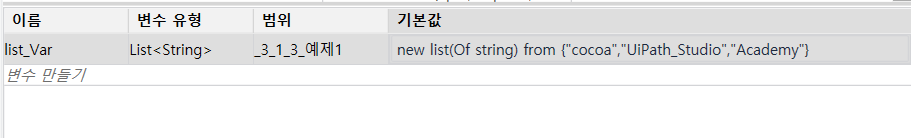 이름 변수 유형 범위 기본값
list_Var List<String> _3_1_3_예제1 new list(Of string) from {"cocoa","UiPath_Studio","Academy"}
변수 만들기